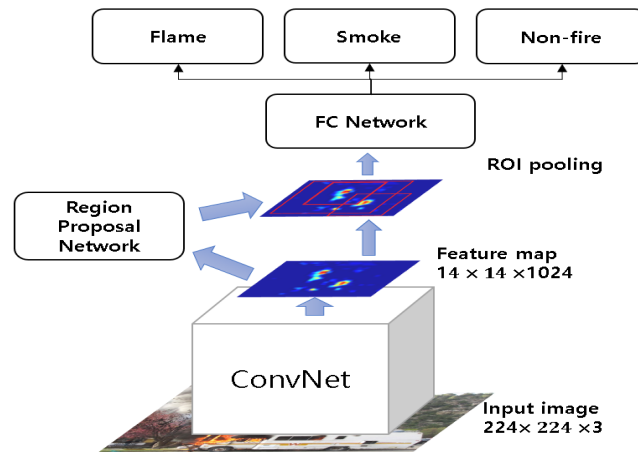 Flame
Smoke
Non-fire
FC Network
ROI pooling
Region
Proposal
Network
Feature map
14 × 14 ×1024
ConvNet
Input image
224× 224 ×3